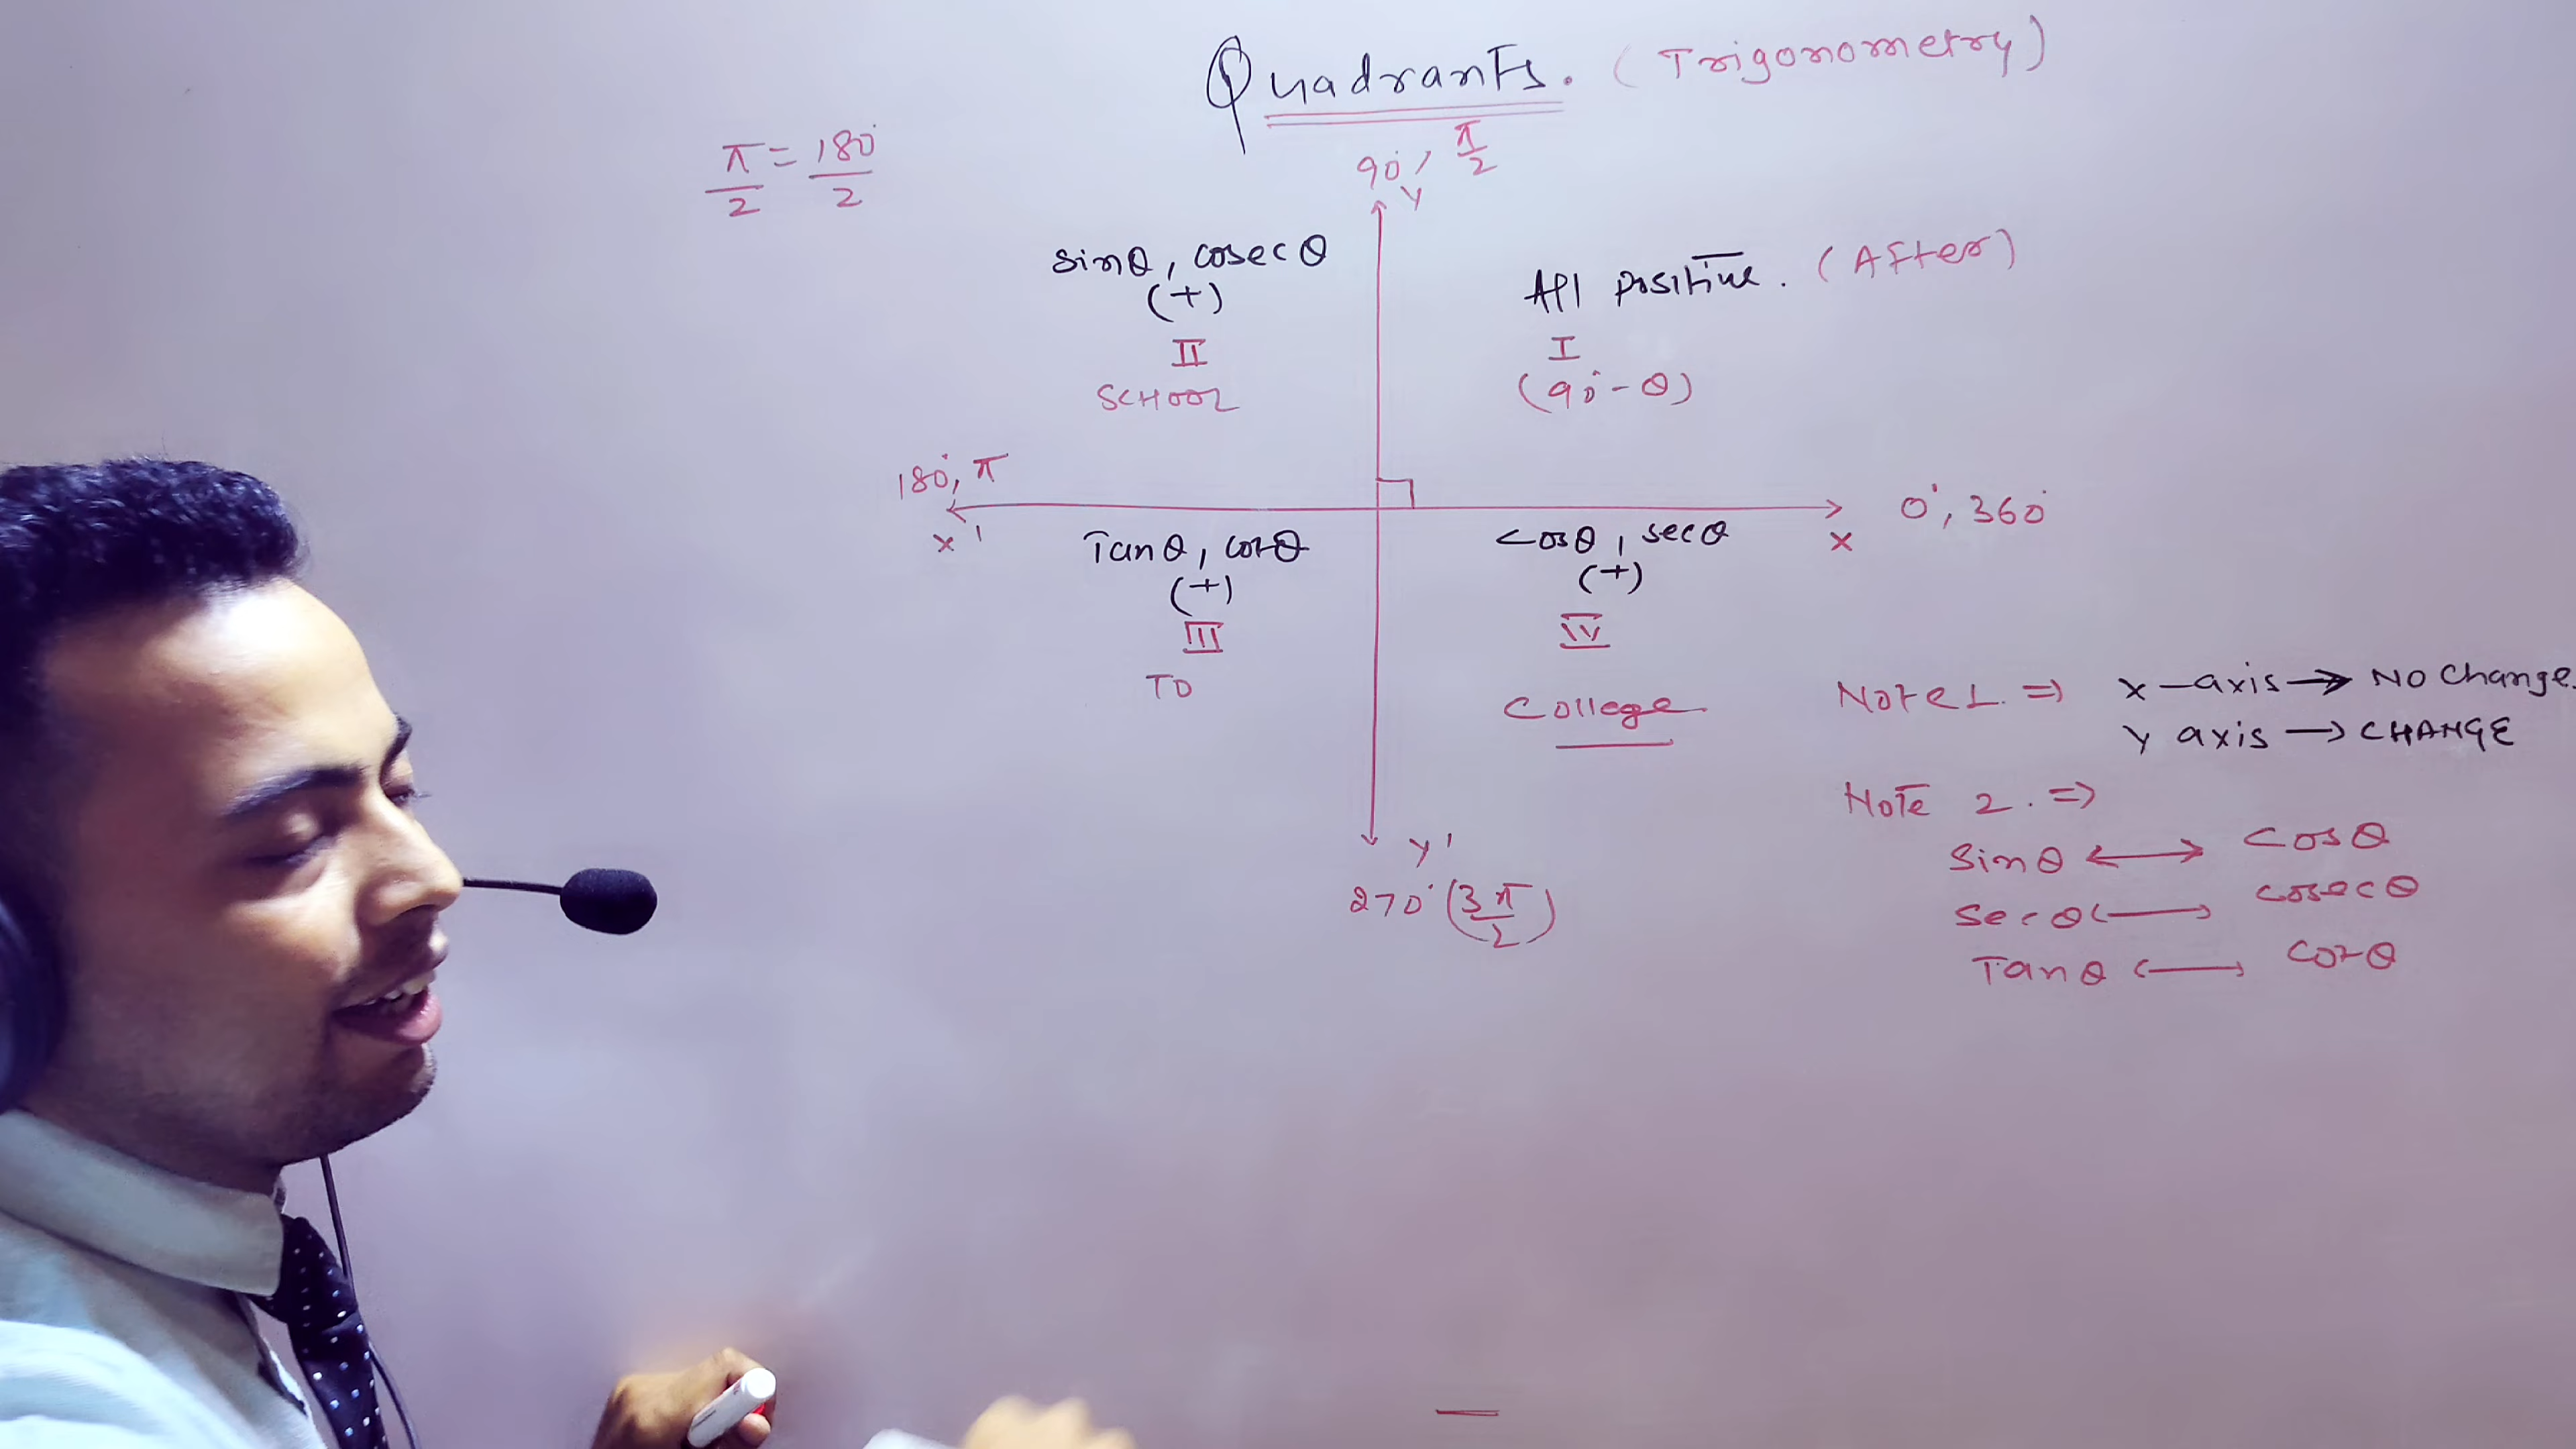 Quadrants. (Trigonometry)
π/2 = 180°/2
90°, π/2
Y
sinθ, cosecθ
(+)
II
SCHOOL
All positive. (After)
I
(90° - θ)
180°, π
X'
0°, 360°
X
Tanθ, cotθ
(+)
III
TO
cosθ, secθ
(+)
IV
College
Y'
270° (3π/2)
Note 1. ⇒ X-axis → NO Change.
Y axis → CHANGE
Note 2. ⇒
Sinθ ↔ Cosθ
Secθ ↔ cosecθ
Tanθ ↔ cotθ